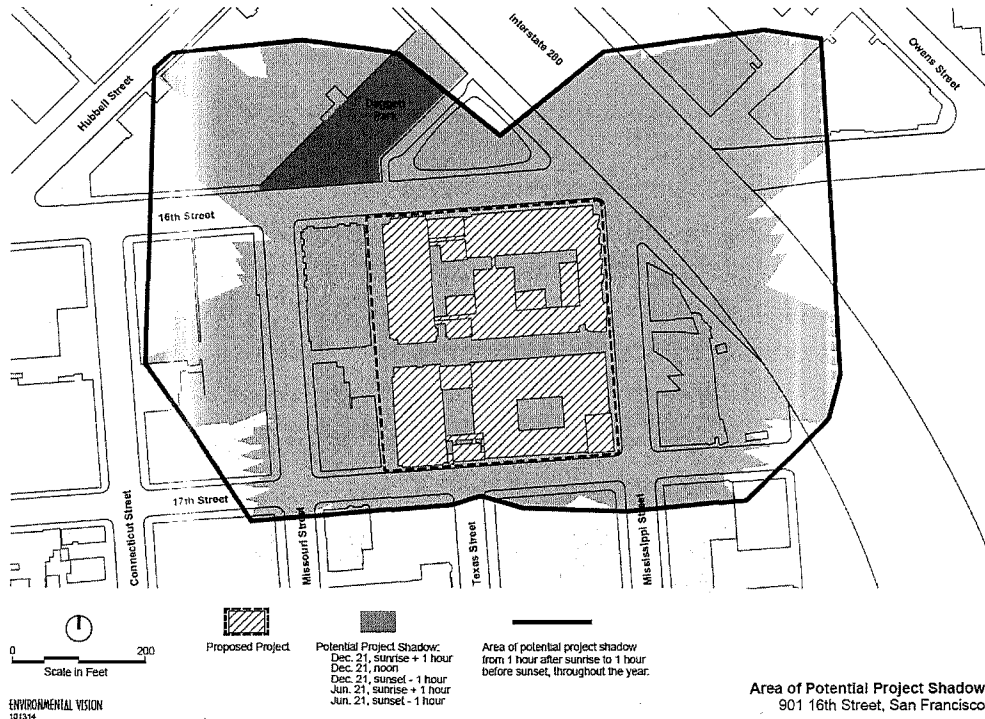 Interstate 280
Owens Street
Hubbell Street
Daggett
Park
16th Street
17th Street
Connecticut Street
Missouri Street
Texas Street
Mississippi Street
0 200
Scale in Feet
ENVIRONMENTAL VISION
101314
Proposed Project
Potential Project Shadow:
Dec. 21, sunrise + 1 hour
Dec. 21, noon
Dec. 21, sunset - 1 hour
Jun. 21, sunrise + 1 hour
Jun. 21, sunset - 1 hour
Area of potential project shadow
from 1 hour after sunrise to 1 hour
before sunset, throughout the year.
Area of Potential Project Shadow
901 16th Street, San Francisco